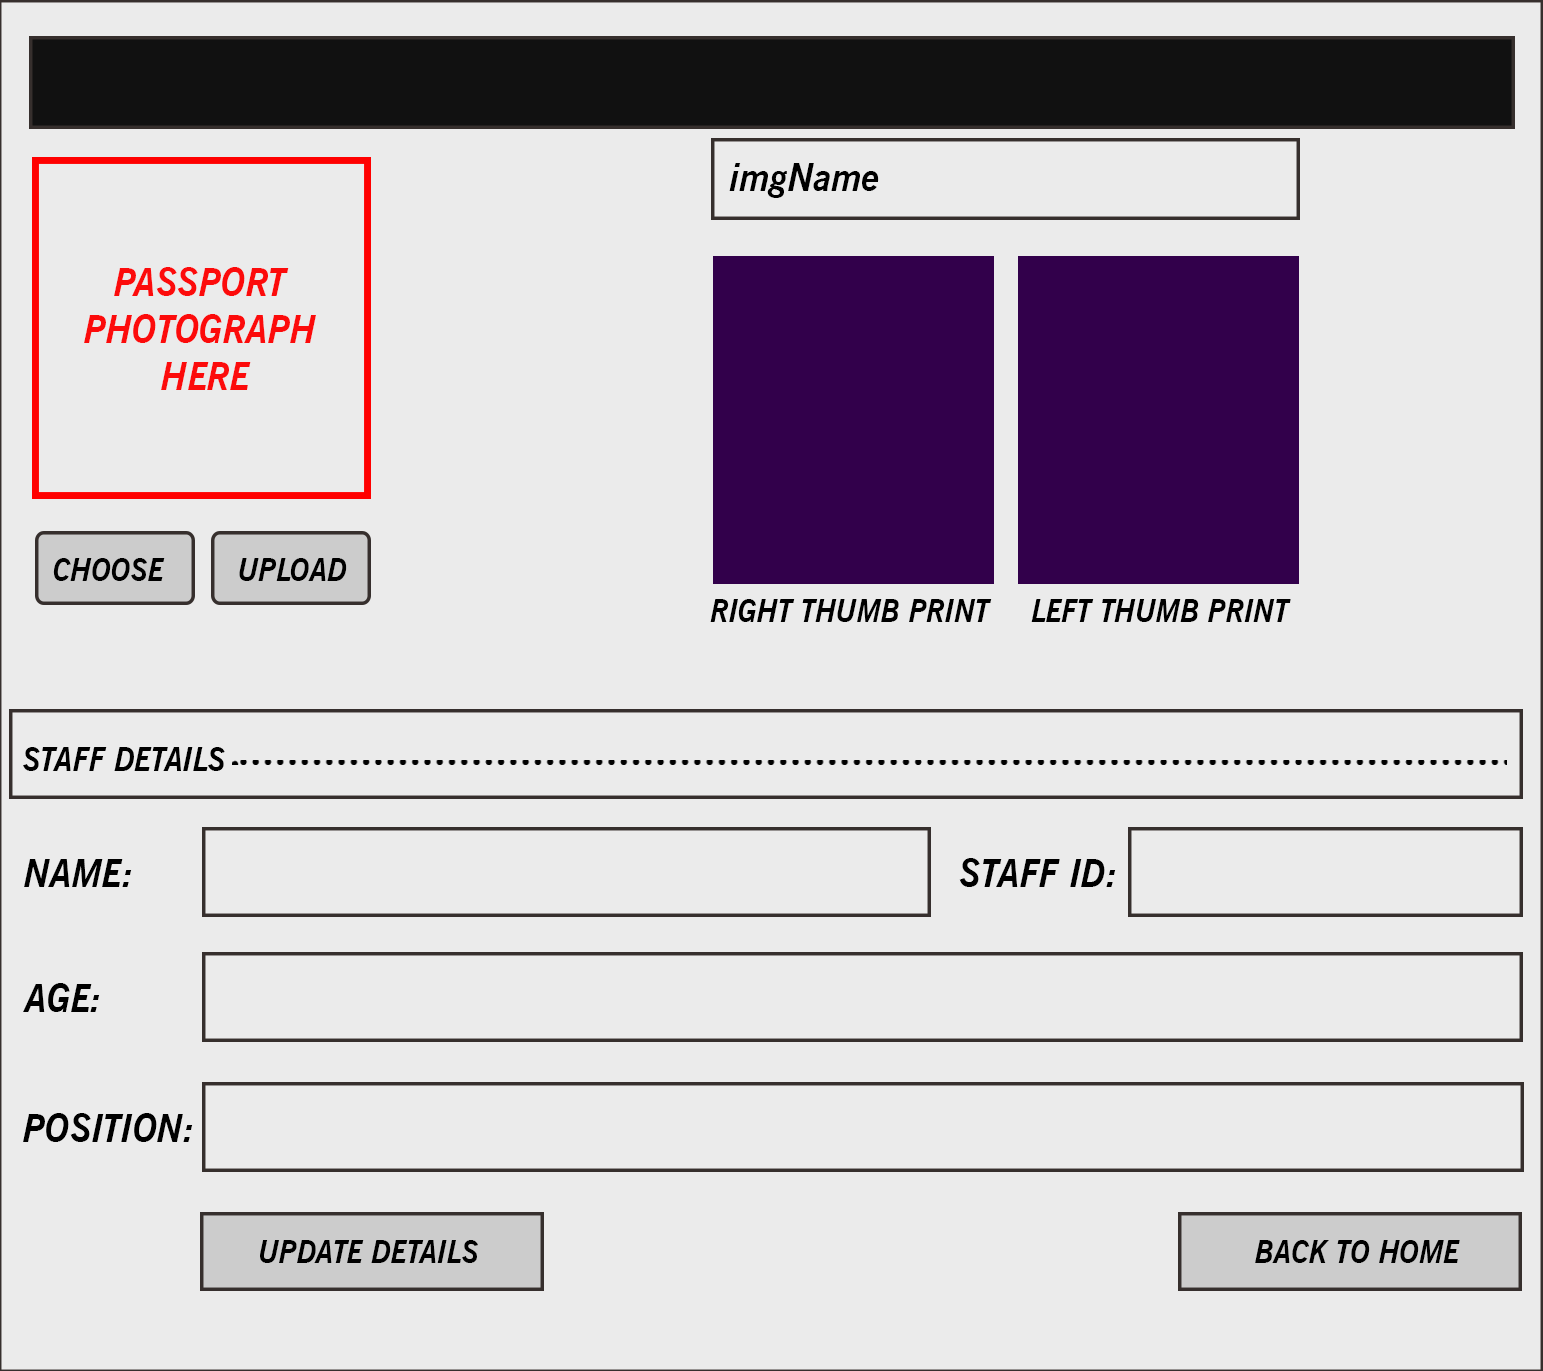 imgName
PASSPORT
PHOTOGRAPH
HERE
CHOOSE
UPLOAD
RIGHT THUMB PRINT
LEFT THUMB PRINT
STAFF DETAILS
NAME:
STAFF ID:
AGE:
POSITION:
UPDATE DETAILS
BACK TO HOME